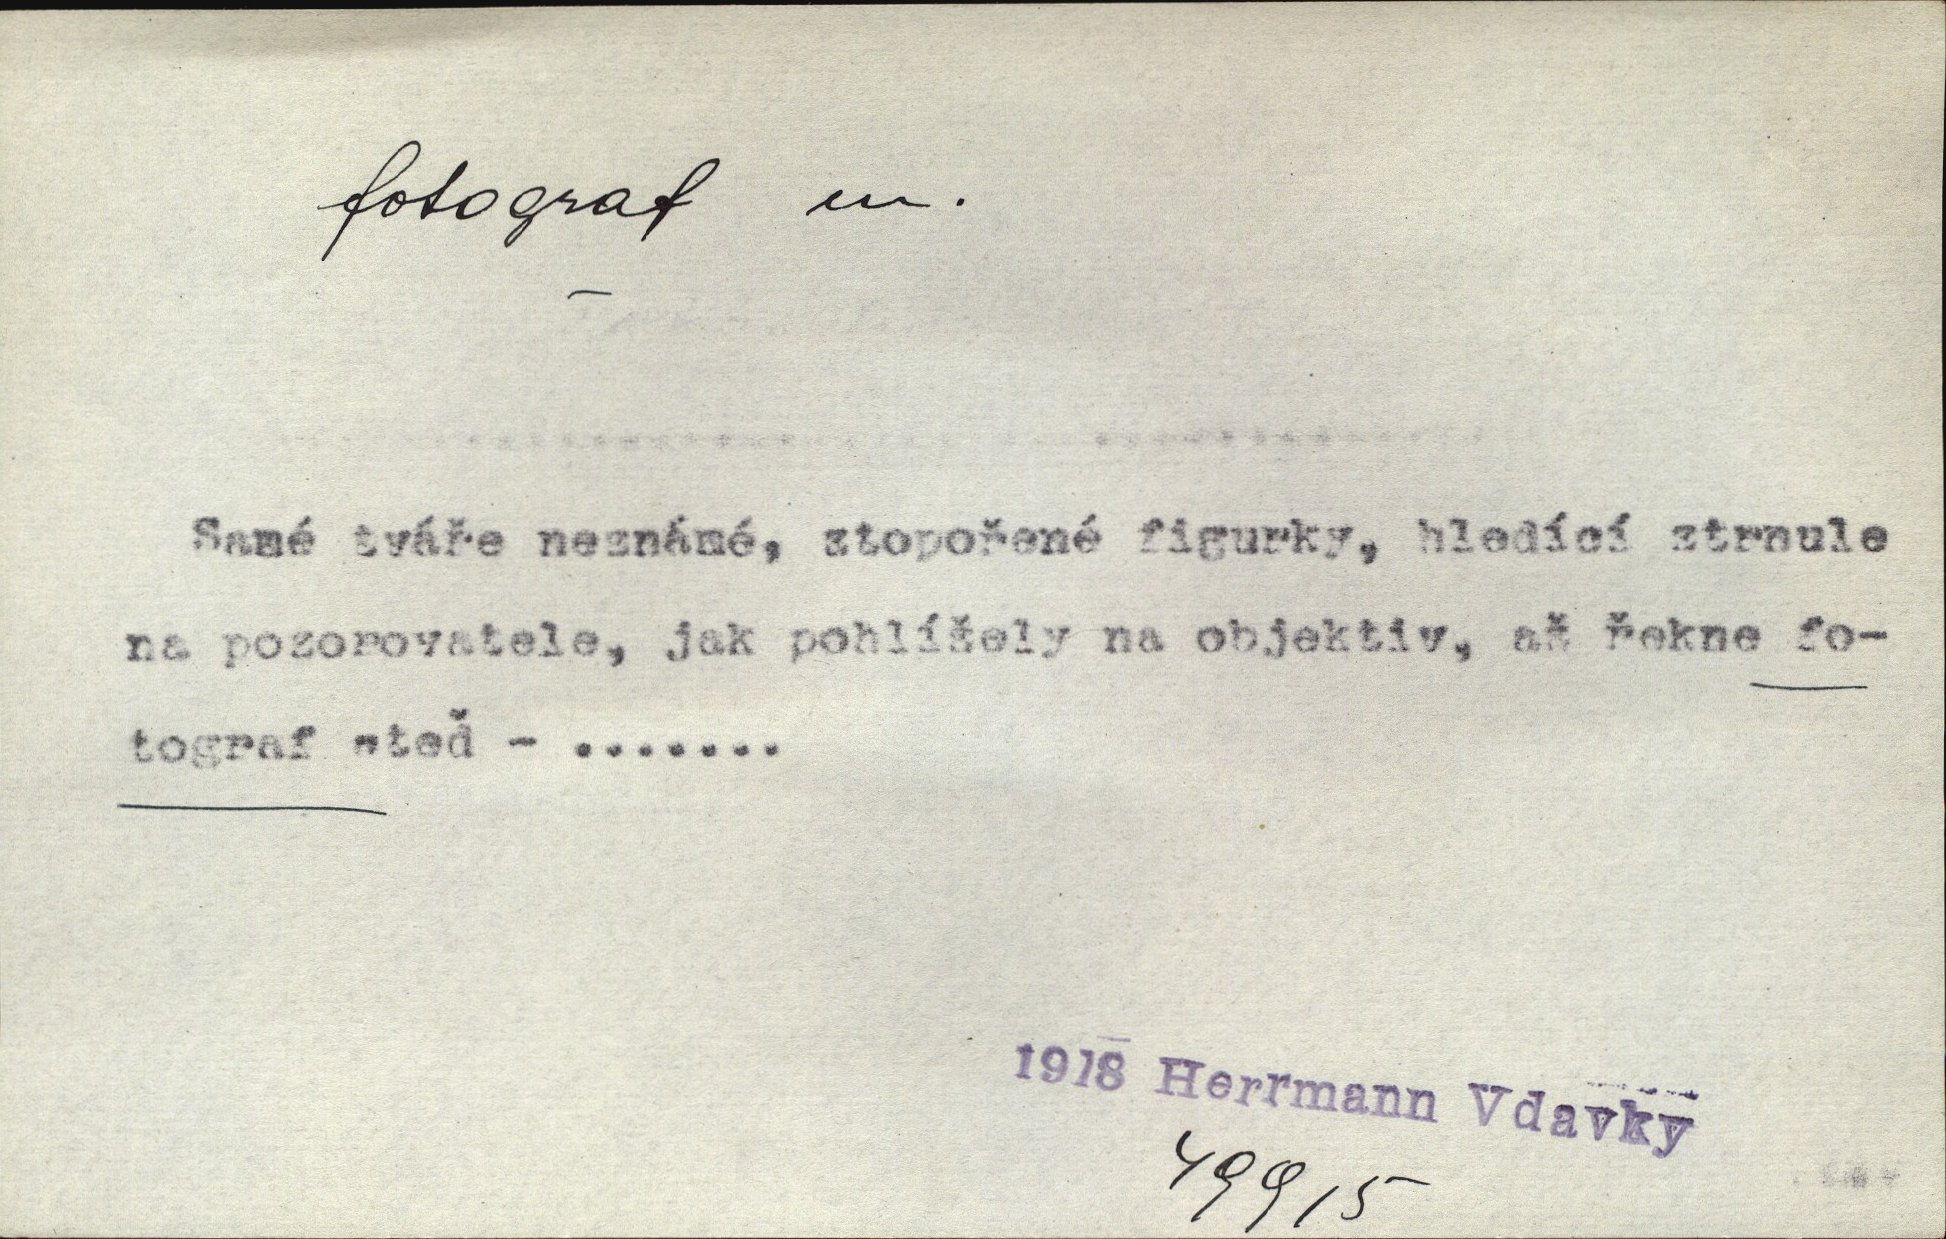 fotograf m.
Samé tváře neznámé, ztopořené figurky, hledící ztrnule
na pozorovatele, jak pohlížely na objektiv, až řekne fo-
tograf steď - .......
1918 Herrmann Vdavky
499/5